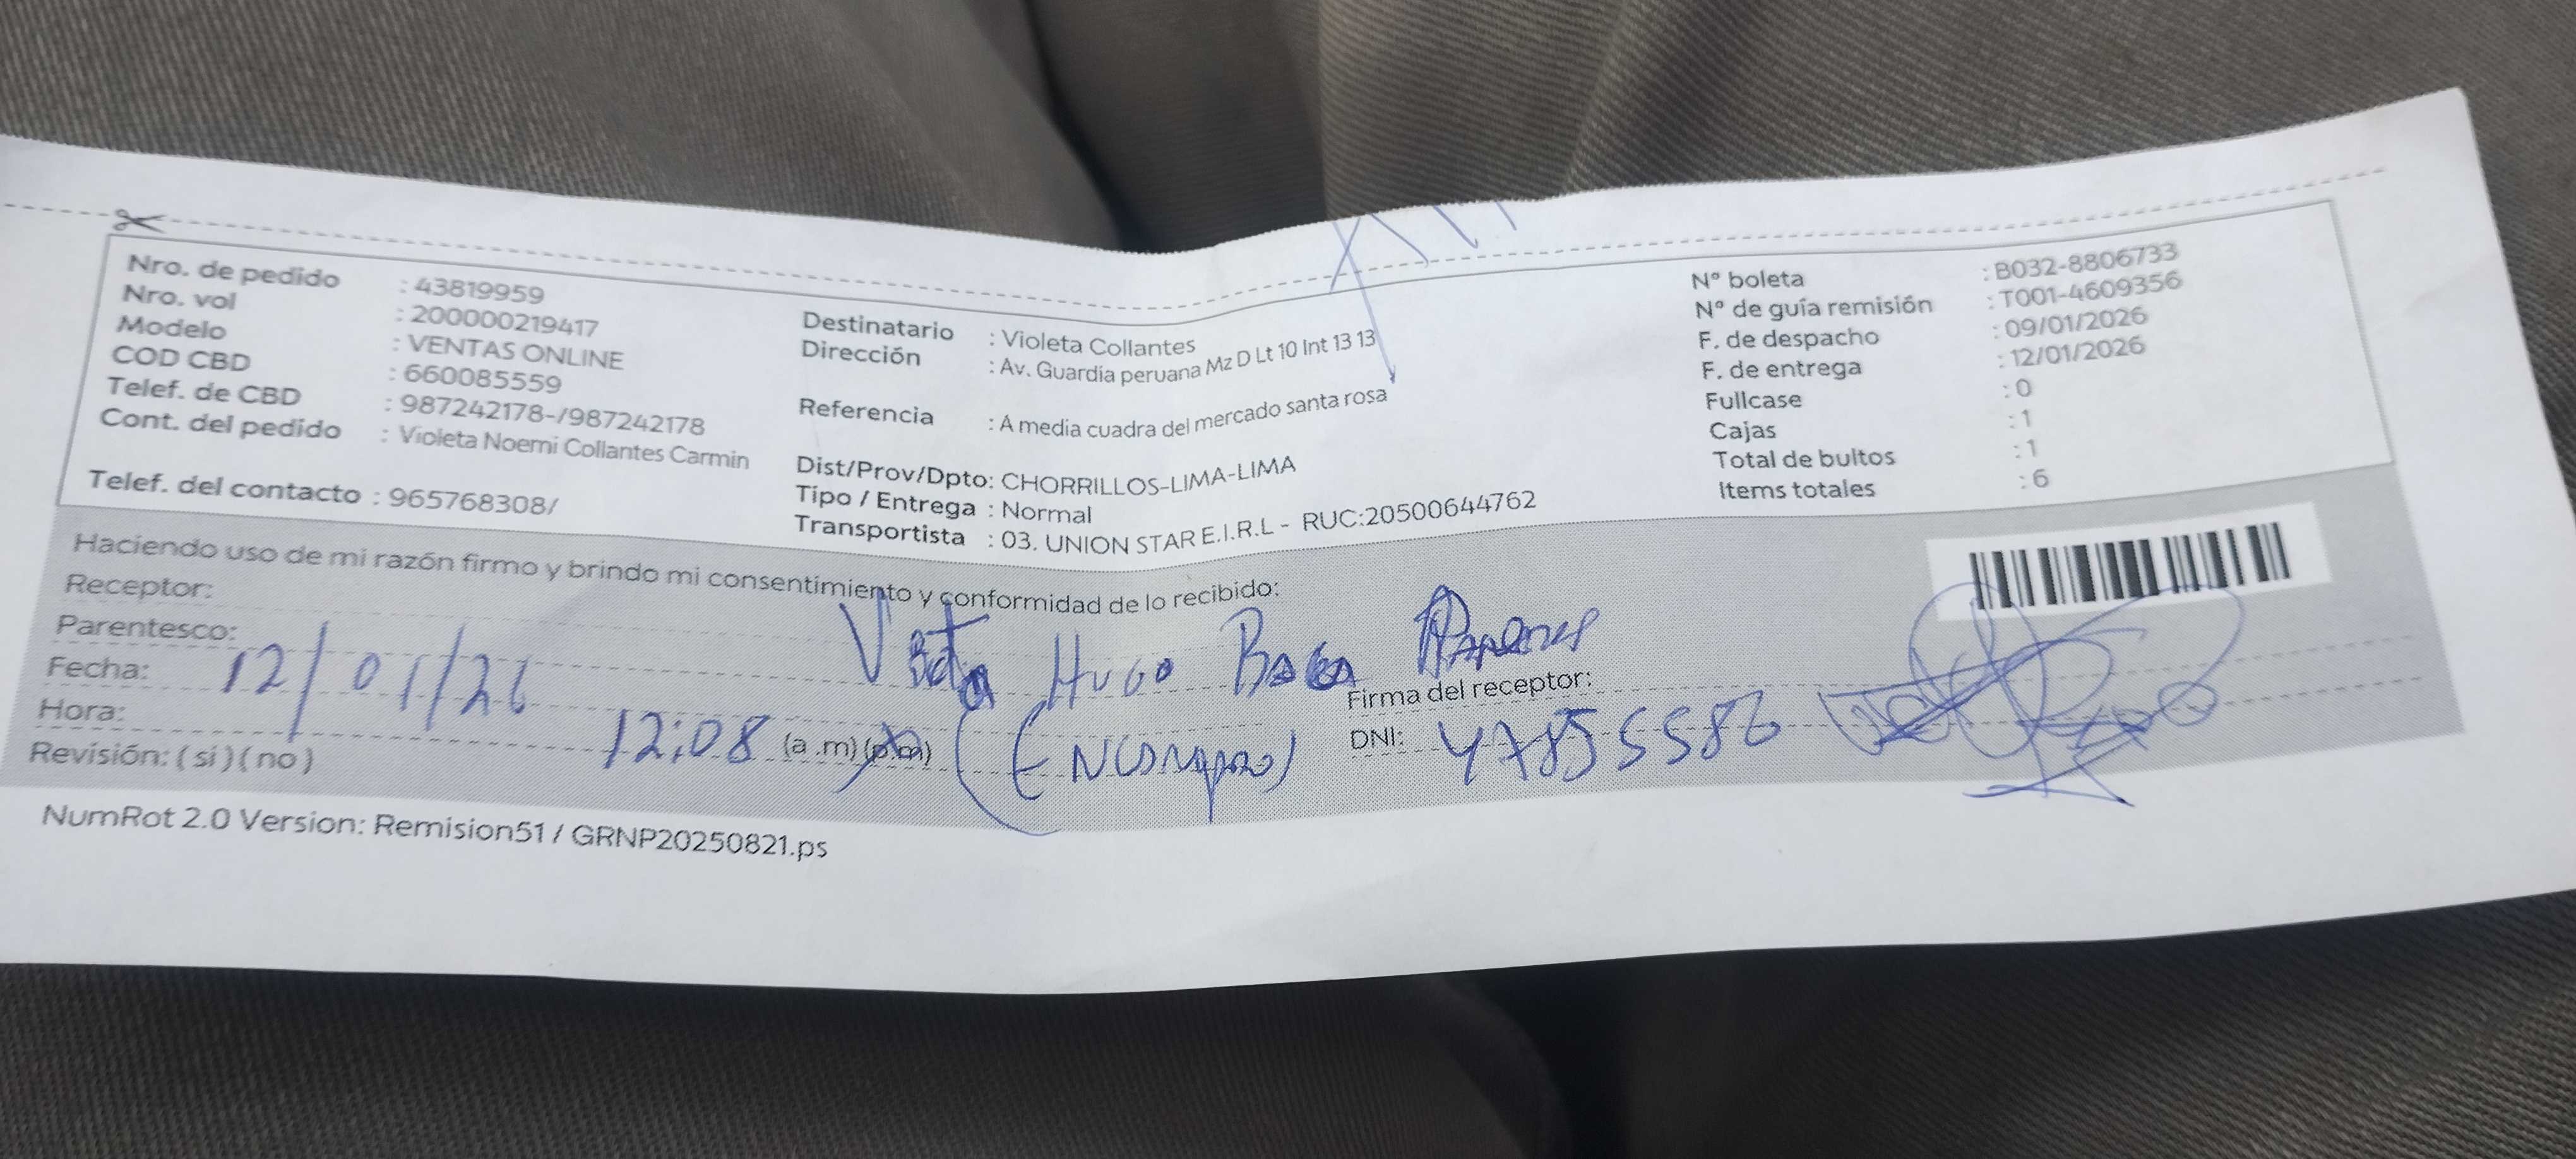 Nro. de pedido : 43819959
Nro. vol : 200000219417
Modelo : VENTAS ONLINE
COD CBD : 660085559
Telef. de CBD : 987242178-/987242178
Cont. del pedido : Violeta Noemi Collantes Carmin
Telef. del contacto : 965768308/
Destinatario : Violeta Collantes
Dirección : Av. Guardia peruana Mz D Lt 10 Int 13 13
Referencia : A media cuadra del mercado santa rosa
Dist/Prov/Dpto: CHORRILLOS-LIMA-LIMA
Tipo / Entrega : Normal
Transportista : 03. UNION STAR E.I.R.L - RUC:20500644762
N° boleta : B032-8806733
N° de guía remisión : T001-4609356
F. de despacho : 09/01/2026
F. de entrega : 12/01/2026
Fullcase : 0
Cajas : 1
Total de bultos : 1
Items totales : 6
Haciendo uso de mi razón firmo y brindo mi consentimiento y conformidad de lo recibido:
Receptor:
Parentesco:
Hugo
Fecha: 12/01/26
Firma del receptor:
Hora: 12:08 (a .m) (p.m)
DNI: 47855586
Revisión: ( si ) ( no )
NumRot 2.0 Version: Remision51 / GRNP20250821.ps